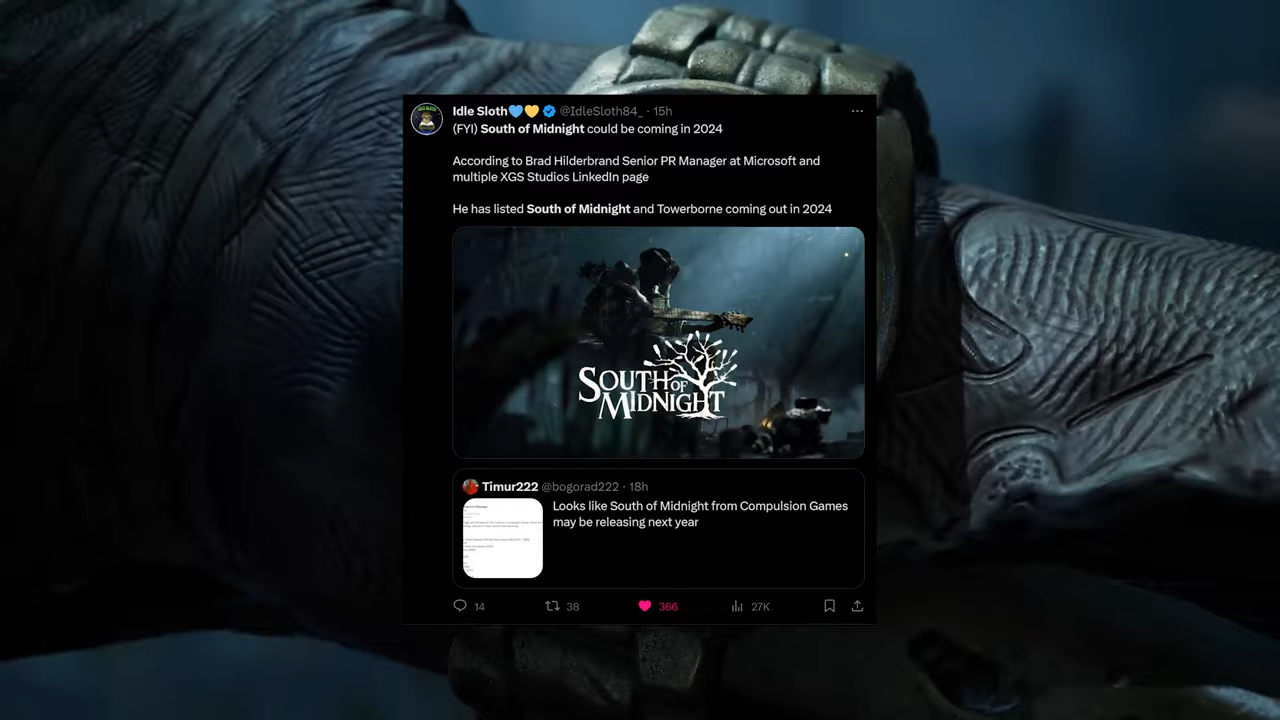 Idle Sloth💙💛 @IdleSloth84_ · 15h
(FYI) South of Midnight could be coming in 2024
According to Brad Hilderbrand Senior PR Manager at Microsoft and
multiple XGS Studios LinkedIn page
He has listed South of Midnight and Towerborne coming out in 2024
SOUTH OF
MIDNIGHT
Timur222 @bogorad222 · 18h
Looks like South of Midnight from Compulsion Games
may be releasing next year
14 38 366 27K